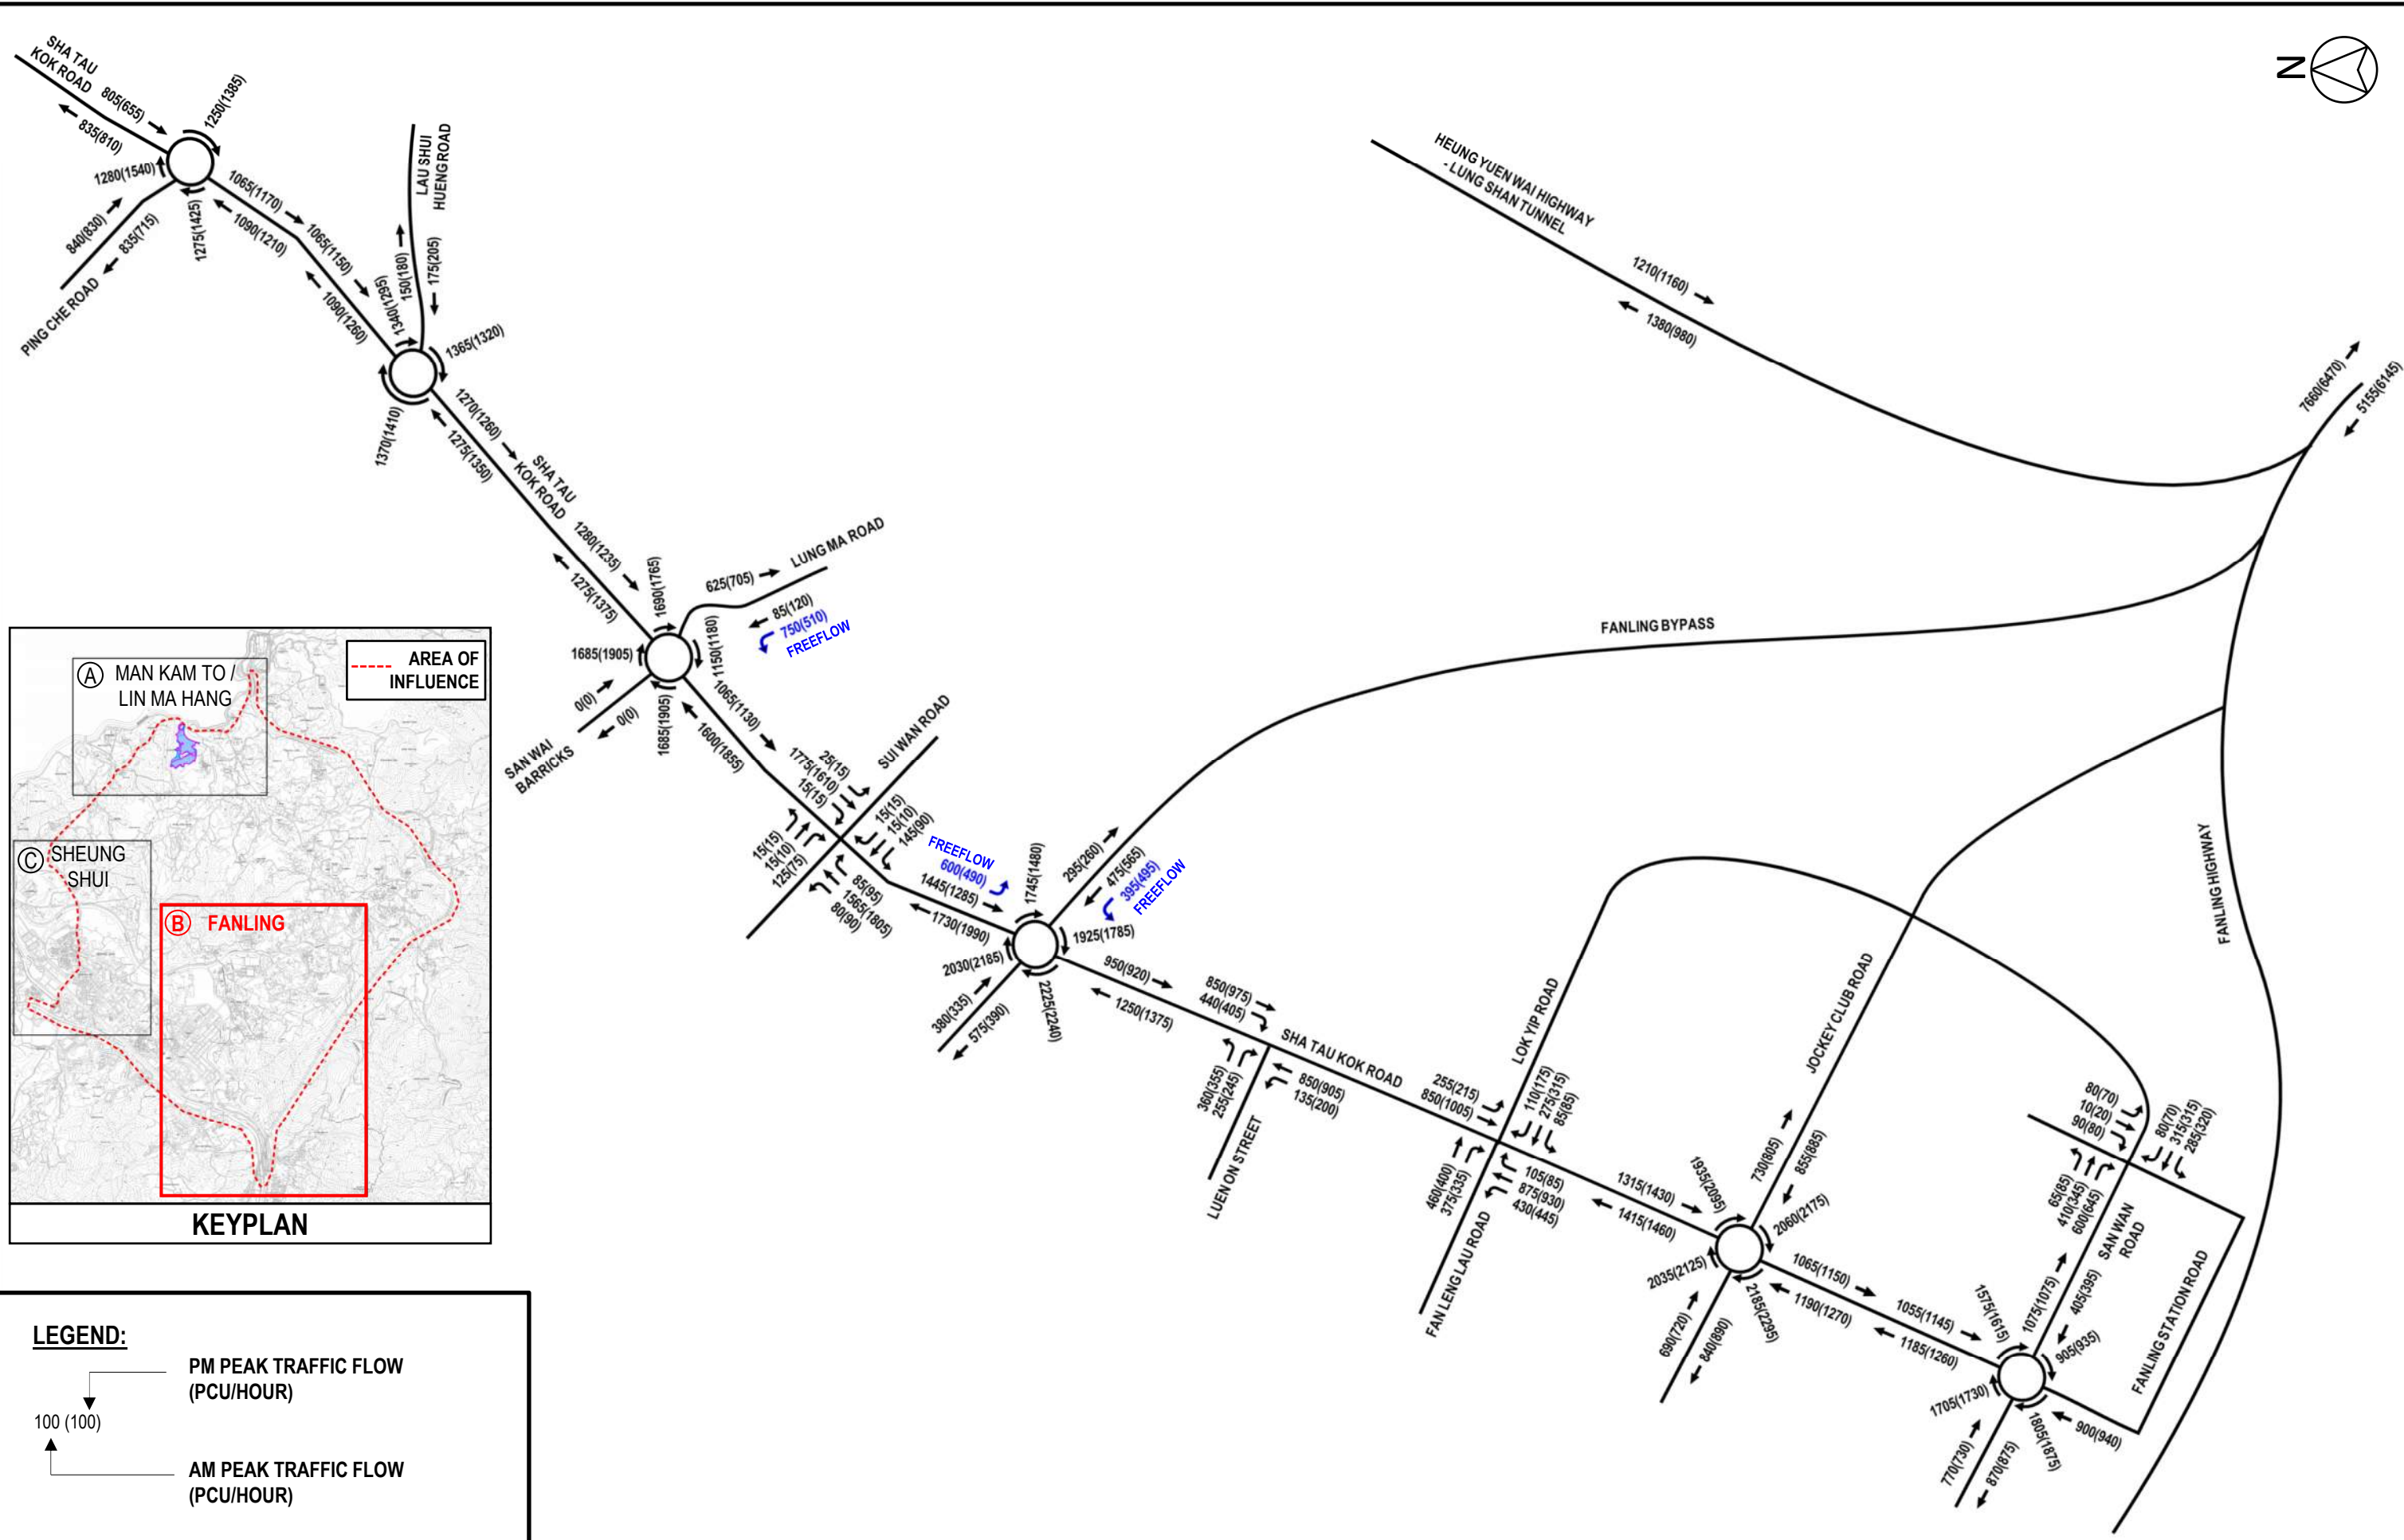 SHA TAU
KOK ROAD
805(655)
835(810)
1250(1385)
1280(1540)
840(830)
835(715)
PING CHE ROAD
1275(1425)
1065(1170)
1090(1210)
1065(1150)
1090(1260)
LAU SHUI
HUENG ROAD
150(180)
175(205)
1340(1295)
1365(1320)
1370(1410)
1270(1260)
1275(1350)
SHA TAU
KOK ROAD
1280(1235)
1275(1375)
1690(1765)
625(705)
LUNG MA ROAD
85(120)
750(510)
FREEFLOW
1150(1180)
1685(1905)
0(0)
0(0)
SAN WAI
BARRICKS
1685(1905)
1065(1130)
1600(1855)
SUI WAN ROAD
25(15)
1775(1610)
15(15)
15(15)
15(10)
145(90)
15(15)
15(10)
125(75)
85(95)
1565(1805)
80(90)
FREEFLOW
600(490)
1445(1285)
1730(1990)
1745(1480)
295(260)
475(565)
395(495)
FREEFLOW
1925(1785)
2030(2185)
380(335)
575(390)
2225(2240)
950(920)
1250(1375)
850(975)
440(405)
SHA TAU KOK ROAD
360(355)
255(245)
850(905)
135(200)
LUEN ON STREET
LOK YIP ROAD
255(215)
850(1005)
110(175)
275(315)
85(85)
460(400)
375(335)
105(85)
875(930)
430(445)
FAN LENG LAU ROAD
1315(1430)
1415(1460)
JOCKEY CLUB ROAD
730(805)
855(885)
1935(2095)
2060(2175)
2035(2125)
690(720)
840(890)
2185(2295)
1065(1150)
1190(1270)
1055(1145)
1185(1260)
1575(1615)
1075(1075)
405(395)
905(935)
1705(1730)
770(730)
870(875)
1805(1875)
900(940)
SAN WAN
ROAD
FANLING STATION ROAD
80(70)
10(20)
90(80)
80(70)
315(315)
285(320)
65(85)
410(345)
600(645)
FANLING HIGHWAY
FANLING BYPASS
HEUNG YUEN WAI HIGHWAY
- LUNG SHAN TUNNEL
1210(1160)
1380(980)
7660(6470)
5155(6145)
N
AREA OF
INFLUENCE
A
MAN KAM TO /
LIN MA HANG
C
SHEUNG
SHUI
B
FANLING
KEYPLAN
LEGEND:
PM PEAK TRAFFIC FLOW
(PCU/HOUR)
100 (100)
AM PEAK TRAFFIC FLOW
(PCU/HOUR)